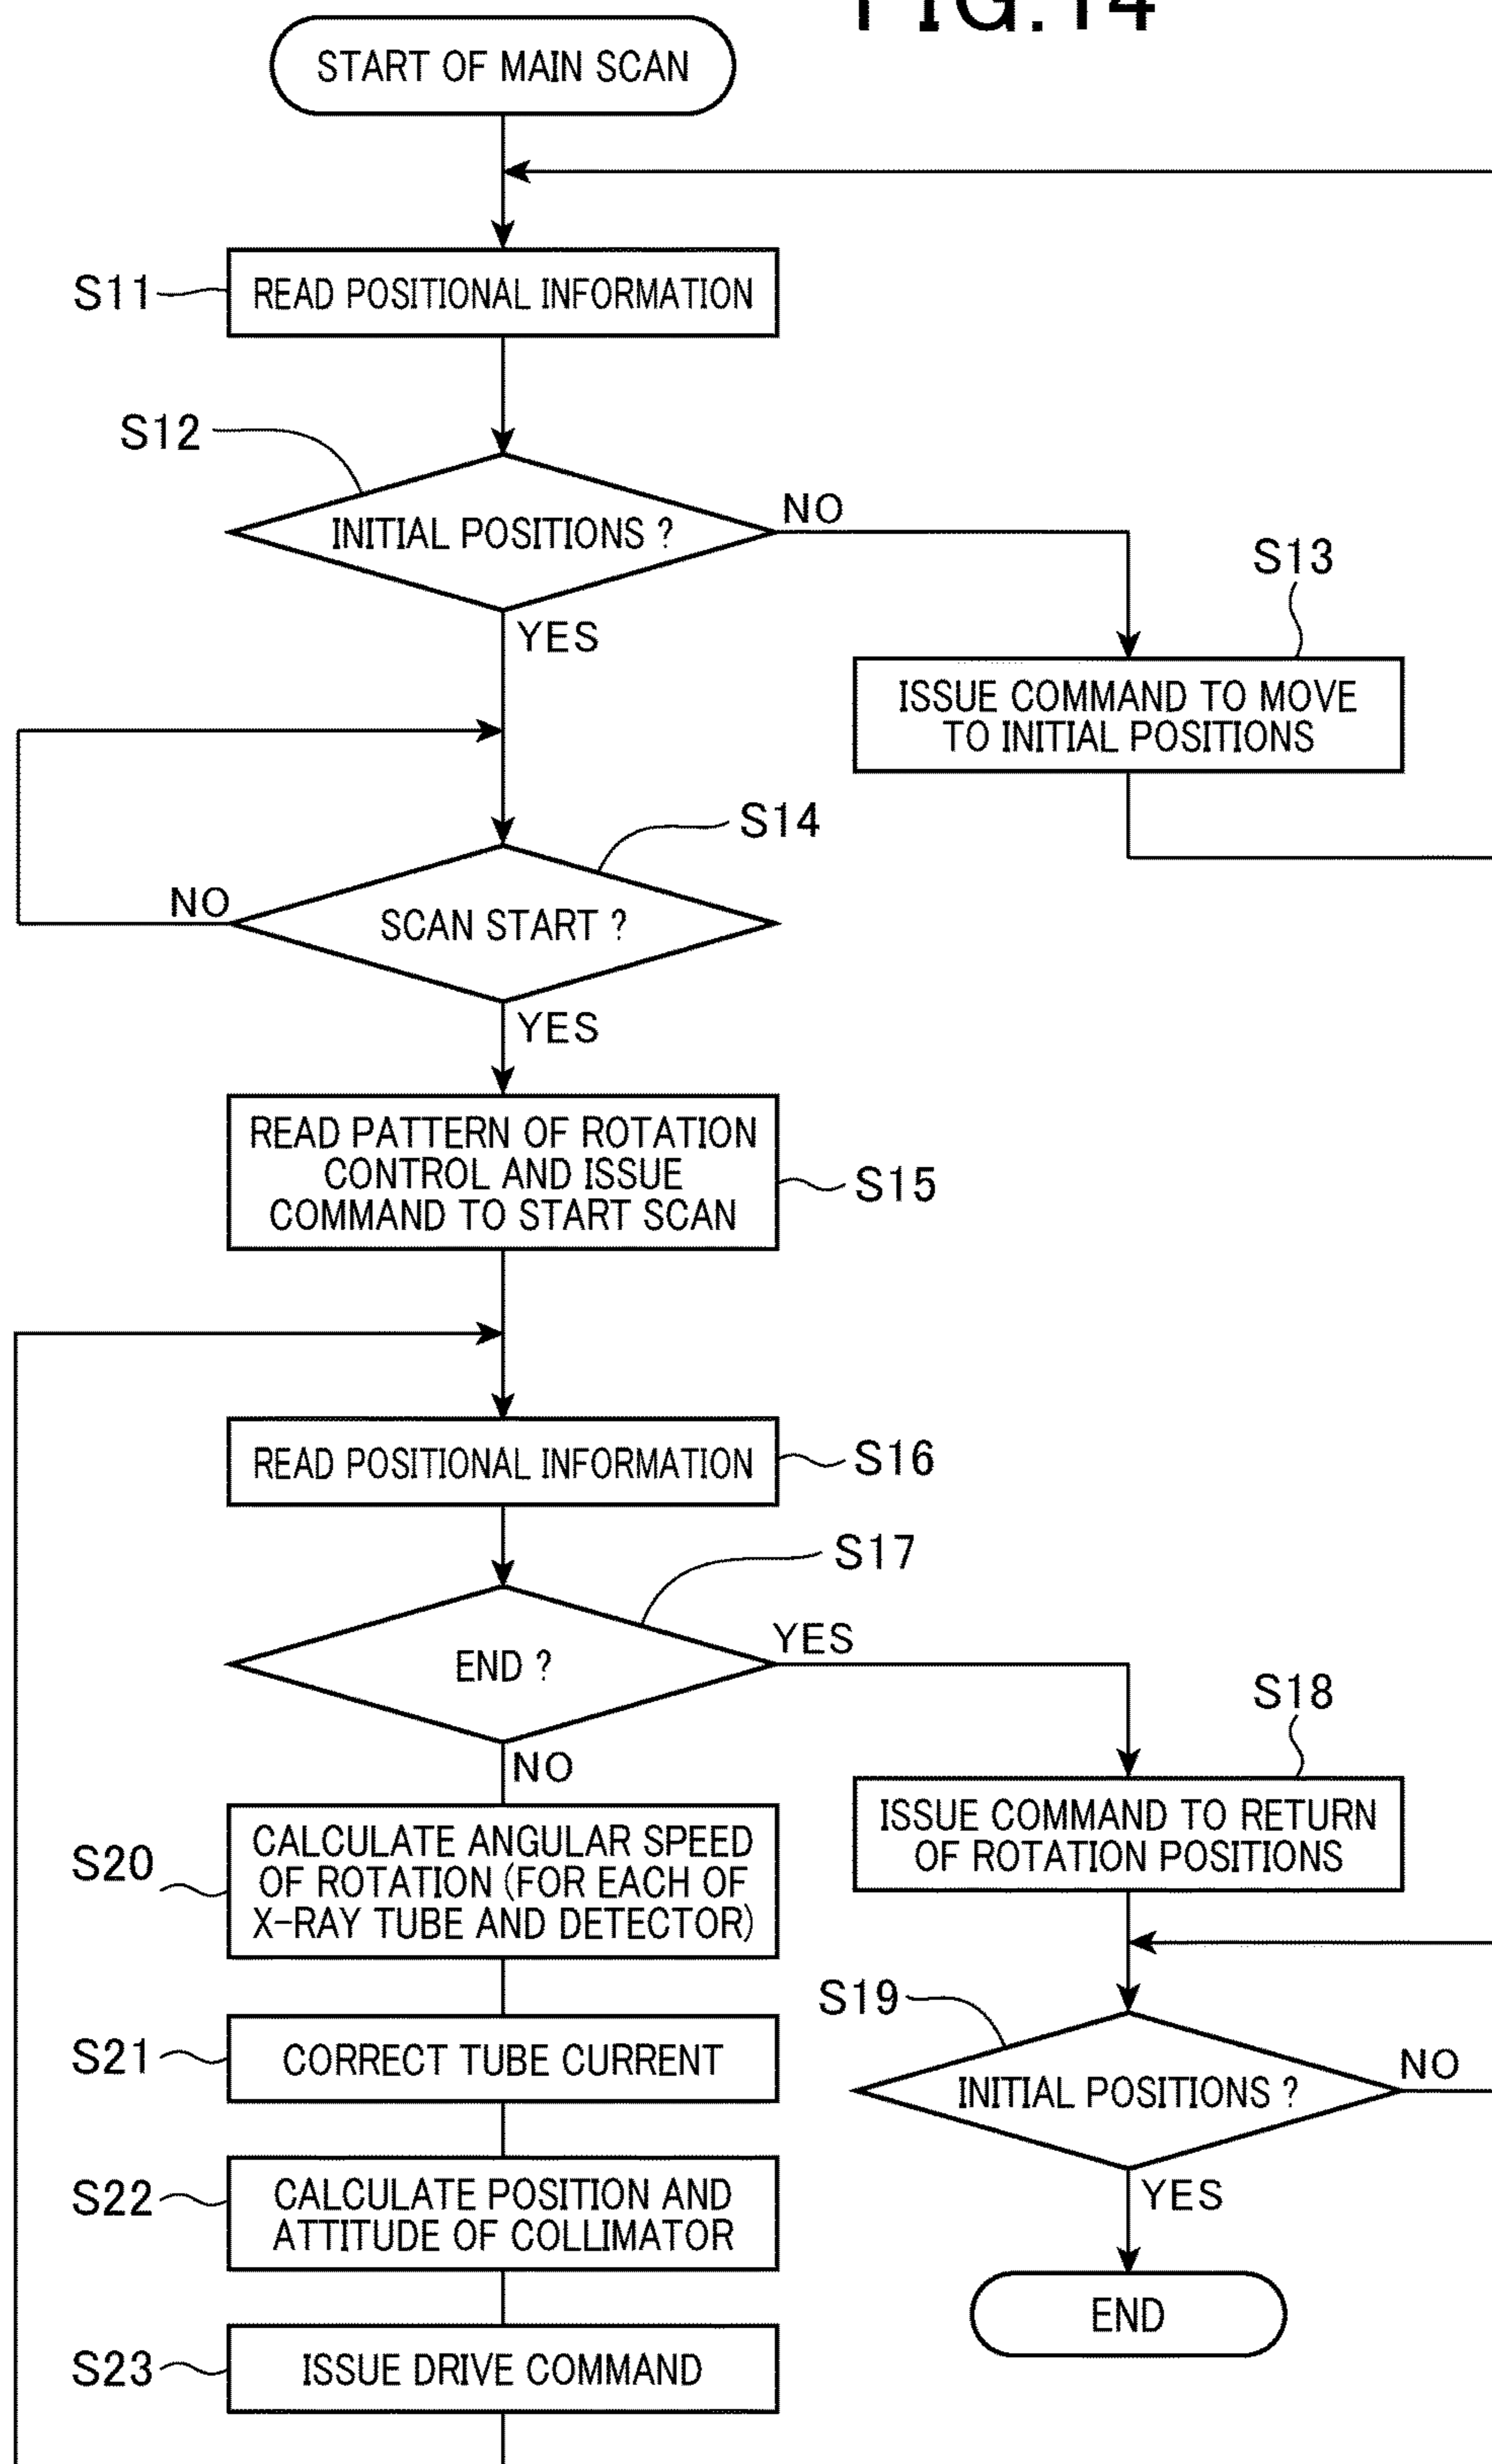 FIG.14
START OF MAIN SCAN
S11
READ POSITIONAL INFORMATION
S12
INITIAL POSITIONS ?
NO
YES
S13
ISSUE COMMAND TO MOVE
TO INITIAL POSITIONS
S14
NO
SCAN START ?
YES
READ PATTERN OF ROTATION
CONTROL AND ISSUE
COMMAND TO START SCAN
S15
READ POSITIONAL INFORMATION
S16
S17
END ?
YES
NO
S18
ISSUE COMMAND TO RETURN
OF ROTATION POSITIONS
S20
CALCULATE ANGULAR SPEED
OF ROTATION (FOR EACH OF
X-RAY TUBE AND DETECTOR)
S19
INITIAL POSITIONS ?
NO
YES
S21
CORRECT TUBE CURRENT
S22
CALCULATE POSITION AND
ATTITUDE OF COLLIMATOR
END
S23
ISSUE DRIVE COMMAND